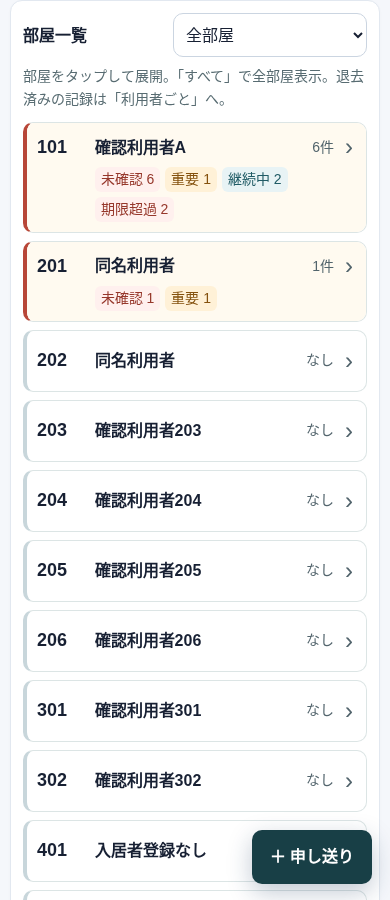 部屋一覧
全部屋
部屋をタップして展開。「すべて」で全部屋表示。退去
済みの記録は「利用者ごと」へ。
101 確認利用者A 6件
未確認 6 重要 1 継続中 2
期限超過 2
201 同名利用者 1件
未確認 1 重要 1
202 同名利用者 なし
203 確認利用者203 なし
204 確認利用者204 なし
205 確認利用者205 なし
206 確認利用者206 なし
301 確認利用者301 なし
302 確認利用者302 なし
401 入居者登録なし
＋ 申し送り